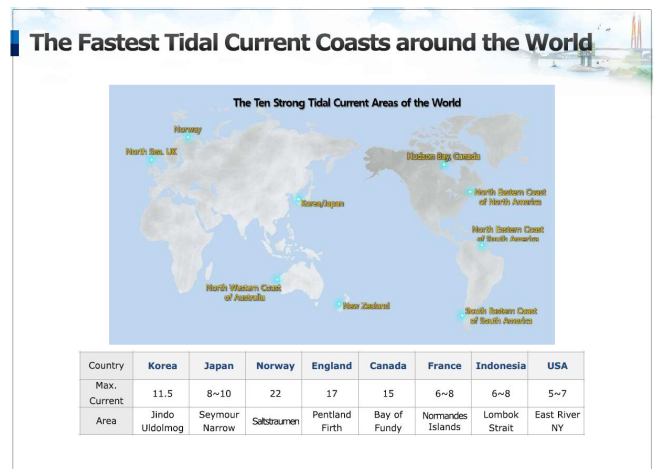 The Fastest Tidal Current Coasts around the World
The Ten Strong Tidal Current Areas of the World
Norway
North Sea. UK
Hudson Bay, Canada
North Eastern Coast
of North America
Korea/Japan
North Eastern Coast
of South America
North Western Coast
of Australia
New Zealand
South Eastern Coast
of South America
Country Korea Japan Norway England Canada France Indonesia USA
Max.
Current 11.5 8~10 22 17 15 6~8 6~8 5~7
Area Jindo Uldolmog Seymour Narrow Saltstraumen Pentland Firth Bay of Fundy Normandes Islands Lombok Strait East River NY